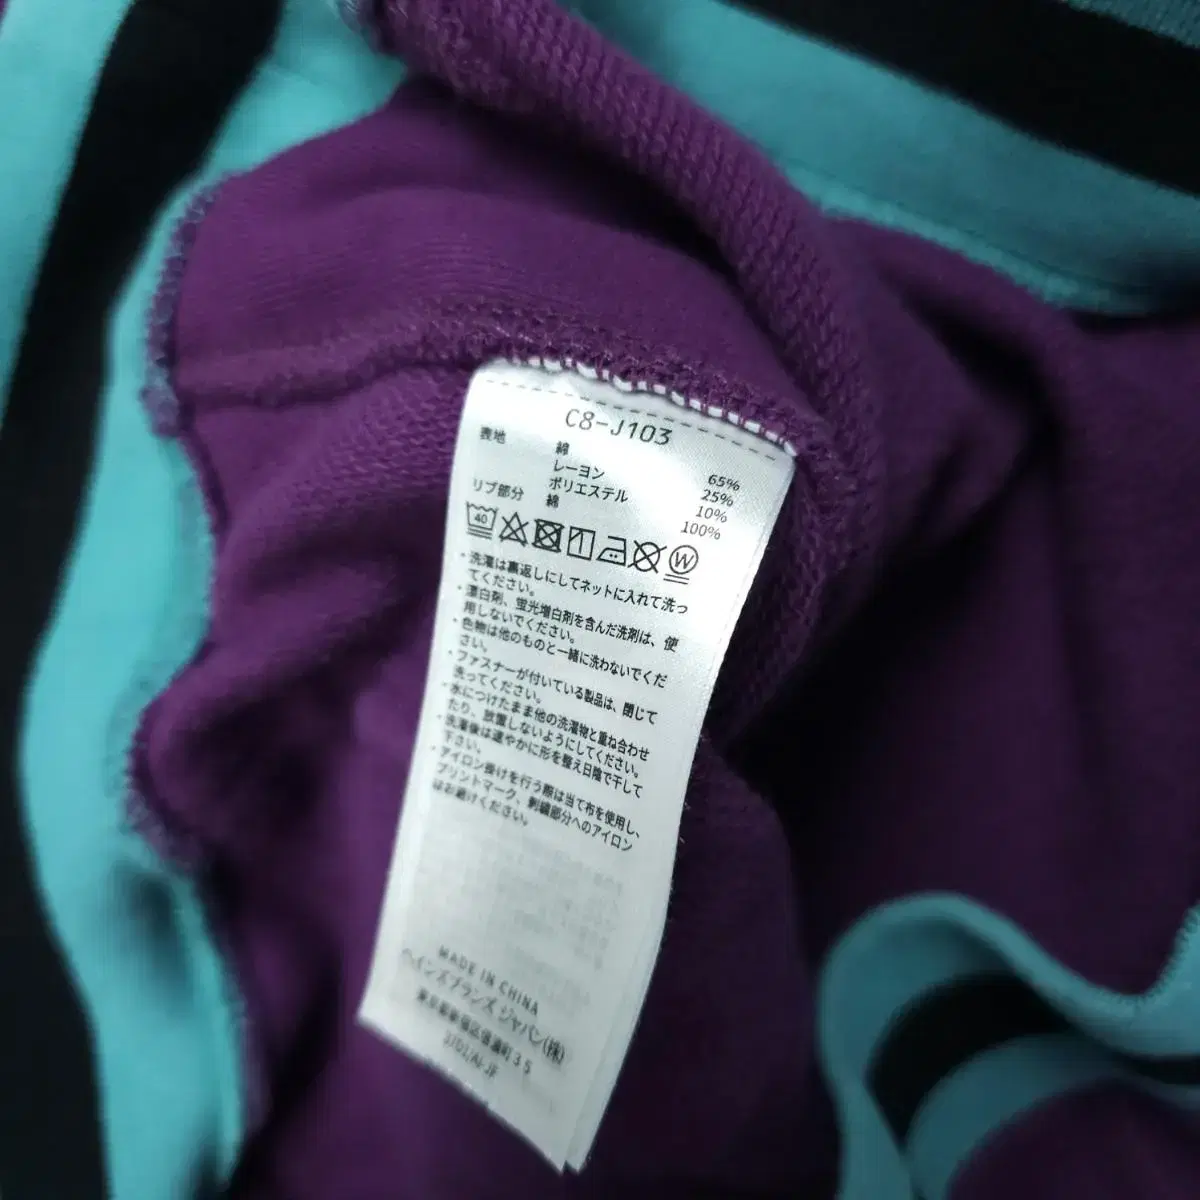 C8-J103
表地 綿 65%
レーヨン 25%
ポリエステル 10%
リブ部分 綿 100%
40 W
・洗濯は裏返しにしてネットに入れて洗っ
てください。
・漂白剤、蛍光増白剤を含んだ洗剤は、使
用しないでください。
・色物は他のものと一緒に洗わないでくだ
さい。
・ファスナーが付いている製品は、閉じて
洗ってください。
・水につけたまま他の洗濯物と重ね合わせ
たり、放置しないようにしてください。
・洗濯後は速やかに形を整え日陰で干して
下さい。
・アイロン掛けを行う際は当て布を使用し、
プリントマーク、刺繍部分へのアイロン
はお避けください。
MADE IN CHINA
ヘインズブランズ ジャパン(株)
東京都新宿区信濃町35